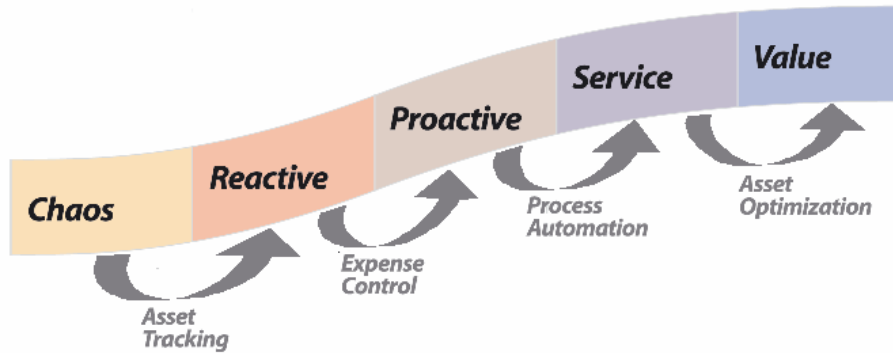 Chaos
Reactive
Proactive
Service
Value
Asset
Tracking
Expense
Control
Process
Automation
Asset
Optimization